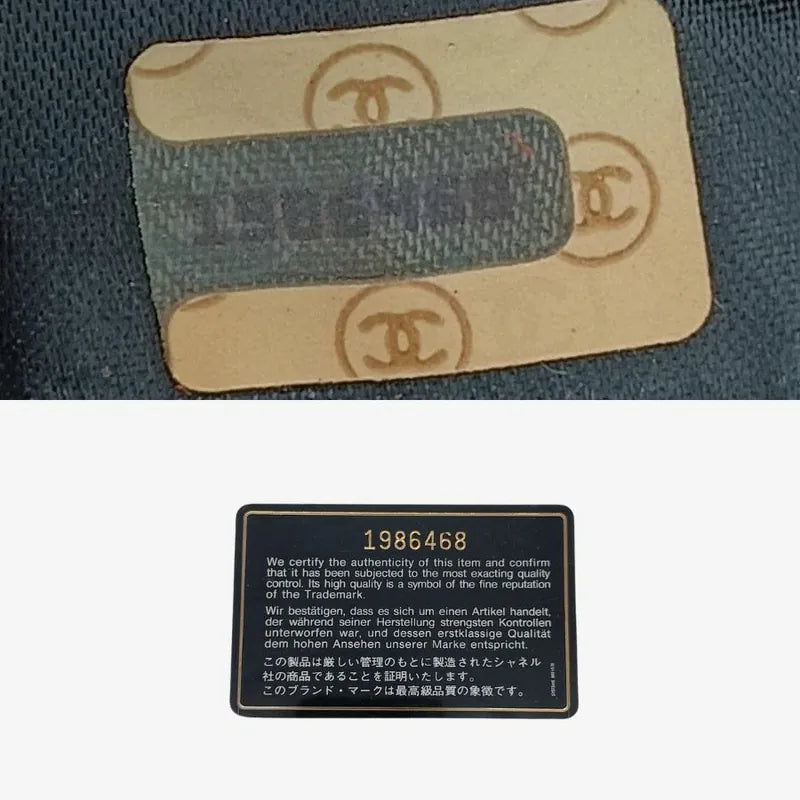 1986468
1986468
We certify the authenticity of this item and confirm
that it has been subjected to the most exacting quality
control. Its high quality is a symbol of the fine reputation
of the Trademark.
Wir bestätigen, dass es sich um einen Artikel handelt,
der während seiner Herstellung strengsten Kontrollen
unterworfen war, und dessen erstklassige Qualität
dem hohen Ansehen unserer Marke entspricht.
この製品は厳しい管理のもとに製造されたシャネル
社の商品であることを証明いたします。
このブランド・マークは最高級品質の象徴です。